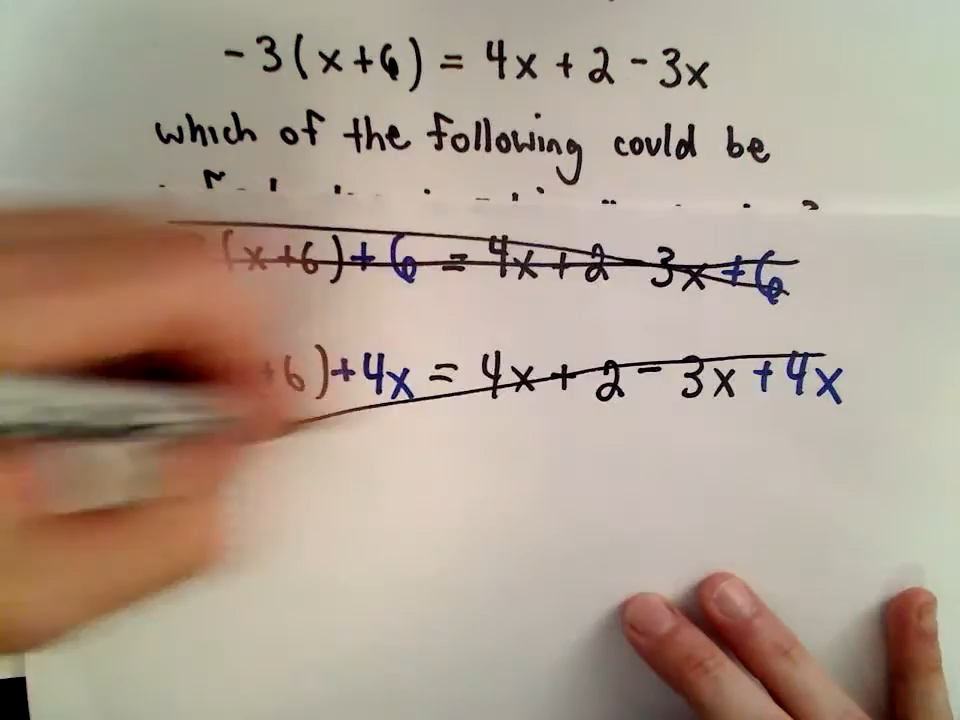 -3(x+6) = 4x + 2 - 3x
which of the following could be
(x+6)+6 = 4x+2 3x +6
+6)+4x = 4x + 2 - 3x + 4x